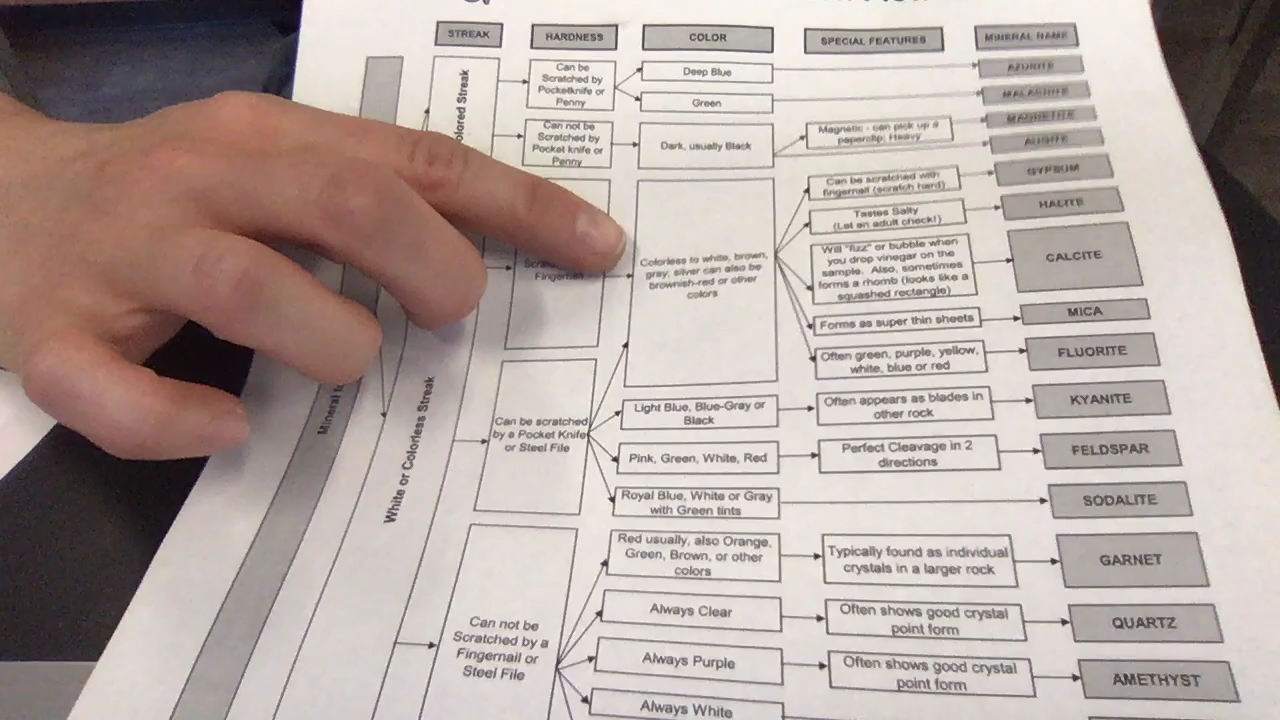 STREAK
HARDNESS
COLOR
SPECIAL FEATURES
MINERAL NAME
Can be
Scratched by
Pocketknife or
Penny
Deep Blue
AZURITE
Green
MALACHITE
Can not be
Scratched by
Pocket knife or
Penny
Dark, usually Black
Magnetic - can pick up a
paperclip; Heavy
MAGNETITE
AUGITE
Colorless to white, brown,
gray, silver can also be
brownish-red or other
colors
Can be scratched with
fingernail (scratch hard)
GYPSUM
Tastes Salty
(Let an adult check!)
HALITE
Will "fizz" or bubble when
you drop vinegar on the
sample. Also, sometimes
forms a rhomb (looks like a
squashed rectangle)
CALCITE
Forms as super thin sheets
MICA
Often green, purple, yellow,
white, blue or red
FLUORITE
White or Colorless Streak
Mineral
Can be scratched
by a Pocket Knife
or Steel File
Light Blue, Blue-Gray or
Black
Often appears as blades in
other rock
KYANITE
Pink, Green, White, Red
Perfect Cleavage in 2
directions
FELDSPAR
Royal Blue, White or Gray
with Green tints
SODALITE
Can not be
Scratched by a
Fingernail or
Steel File
Red usually, also Orange,
Green, Brown, or other
colors
Typically found as individual
crystals in a larger rock
GARNET
Always Clear
Often shows good crystal
point form
QUARTZ
Always Purple
Often shows good crystal
point form
AMETHYST
Always White